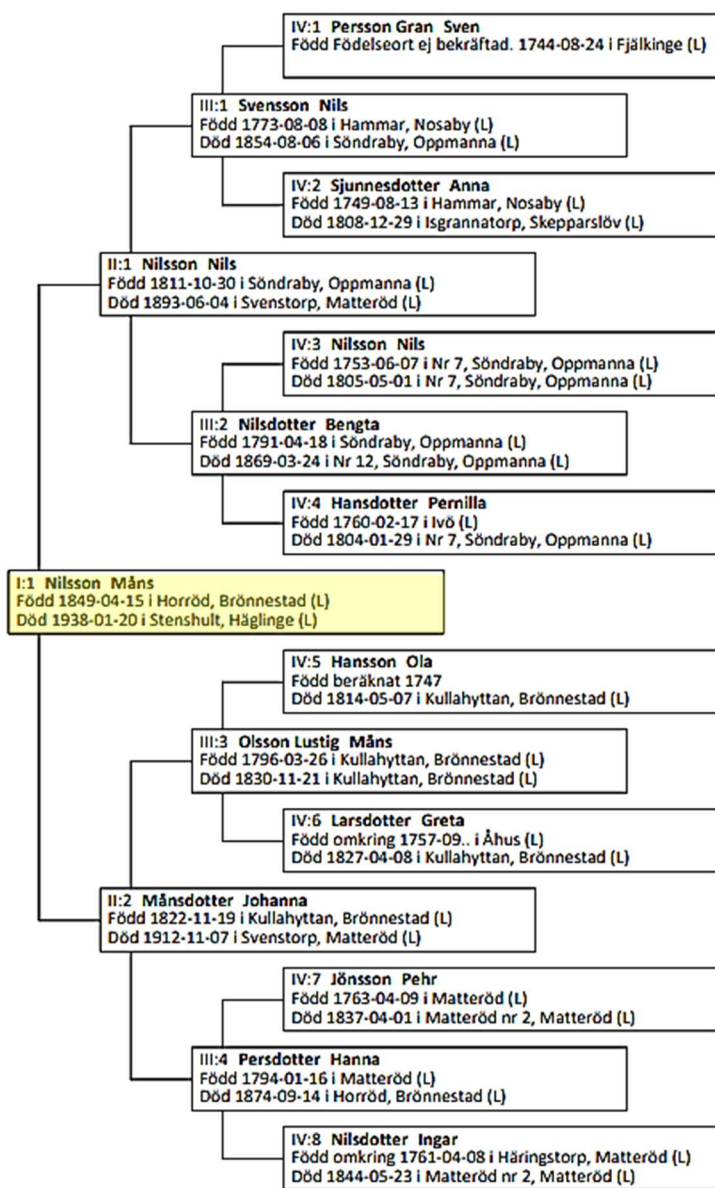 IV:1 Persson Gran Sven
Född Födelseort ej bekräftad. 1744-08-24 i Fjälkinge (L)
III:1 Svensson Nils
Född 1773-08-08 i Hammar, Nosaby (L)
Död 1854-08-06 i Söndraby, Oppmanna (L)
IV:2 Sjunnesdotter Anna
Född 1749-08-13 i Hammar, Nosaby (L)
Död 1808-12-29 i Isgrannatorp, Skepparslöv (L)
II:1 Nilsson Nils
Född 1811-10-30 i Söndraby, Oppmanna (L)
Död 1893-06-04 i Svenstorp, Matteröd (L)
IV:3 Nilsson Nils
Född 1753-06-07 i Nr 7, Söndraby, Oppmanna (L)
Död 1805-05-01 i Nr 7, Söndraby, Oppmanna (L)
III:2 Nilsdotter Bengta
Född 1791-04-18 i Söndraby, Oppmanna (L)
Död 1869-03-24 i Nr 12, Söndraby, Oppmanna (L)
IV:4 Hansdotter Pernilla
Född 1760-02-17 i Ivö (L)
Död 1804-01-29 i Nr 7, Söndraby, Oppmanna (L)
I:1 Nilsson Måns
Född 1849-04-15 i Horröd, Brönnestad (L)
Död 1938-01-20 i Stenshult, Häglinge (L)
IV:5 Hansson Ola
Född beräknat 1747
Död 1814-05-07 i Kullahyttan, Brönnestad (L)
III:3 Olsson Lustig Måns
Född 1796-03-26 i Kullahyttan, Brönnestad (L)
Död 1830-11-21 i Kullahyttan, Brönnestad (L)
IV:6 Larsdotter Greta
Född omkring 1757-09.. i Åhus (L)
Död 1827-04-08 i Kullahyttan, Brönnestad (L)
II:2 Månsdotter Johanna
Född 1822-11-19 i Kullahyttan, Brönnestad (L)
Död 1912-11-07 i Svenstorp, Matteröd (L)
IV:7 Jönsson Pehr
Född 1763-04-09 i Matteröd (L)
Död 1837-04-01 i Matteröd nr 2, Matteröd (L)
III:4 Persdotter Hanna
Född 1794-01-16 i Matteröd (L)
Död 1874-09-14 i Horröd, Brönnestad (L)
IV:8 Nilsdotter Ingar
Född omkring 1761-04-08 i Häringstorp, Matteröd (L)
Död 1844-05-23 i Matteröd nr 2, Matteröd (L)